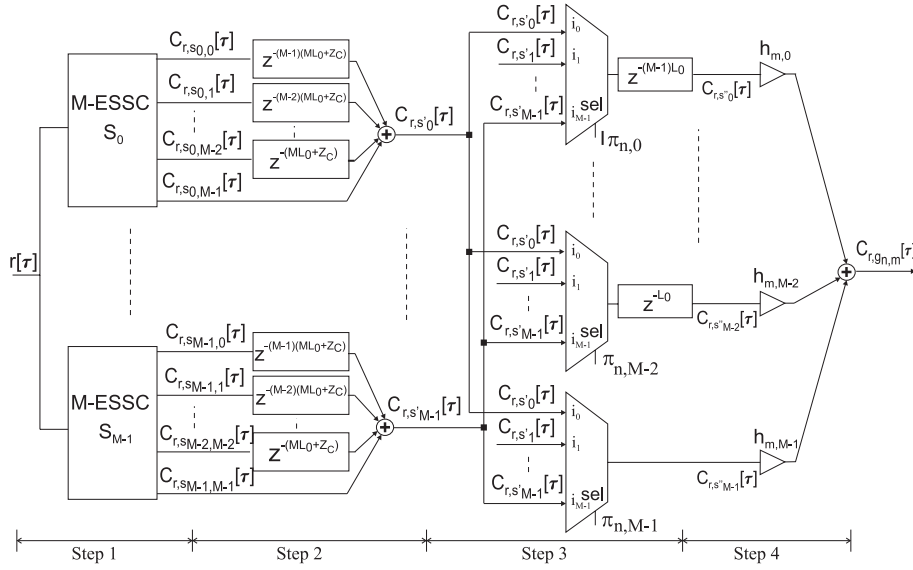 C_{r,s_{0},0}[τ]
z^{-(M-1)(ML_0+Z_C)}
C_{r,s_{0},1}[τ]
z^{-(M-2)(ML_0+Z_C)}
M-ESSC
S_0
C_{r,s_{0},M-2}[τ]
z^{-(ML_0+Z_C)}
C_{r,s_{0},M-1}[τ]
C_{r,s'_0}[τ]
r[τ]
C_{r,s_{M-1},0}[τ]
z^{-(M-1)(ML_0+Z_C)}
C_{r,s_{M-1},1}[τ]
z^{-(M-2)(ML_0+Z_C)}
M-ESSC
S_{M-1}
C_{r,s_{M-2},M-2}[τ]
z^{-(ML_0+Z_C)}
C_{r,s_{M-1},M-1}[τ]
C_{r,s'_{M-1}}[τ]
C_{r,s'_0}[τ]
i_0
C_{r,s'_1}[τ]
i_1
C_{r,s'_{M-1}}[τ]
i_{M-1}
sel
π_{n,0}
z^{-(M-1)L_0}
C_{r,s''_0}[τ]
h_{m,0}
C_{r,s'_0}[τ]
i_0
C_{r,s'_1}[τ]
i_1
C_{r,s'_{M-1}}[τ]
i_{M-1}
sel
π_{n,M-2}
z^{-L_0}
C_{r,s''_{M-2}}[τ]
h_{m,M-2}
C_{r,s'_0}[τ]
i_0
C_{r,s'_1}[τ]
i_1
C_{r,s'_{M-1}}[τ]
i_{M-1}
sel
π_{n,M-1}
C_{r,s''_{M-1}}[τ]
h_{m,M-1}
C_{r,g_{n,m}}[τ]
Step 1
Step 2
Step 3
Step 4